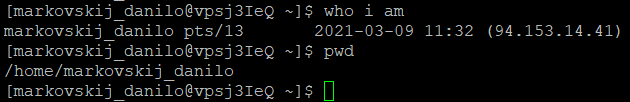 [markovskij_danilo@vpsj3IeQ ~]$ who i am
markovskij_danilo pts/13       2021-03-09 11:32 (94.153.14.41)
[markovskij_danilo@vpsj3IeQ ~]$ pwd
/home/markovskij_danilo
[markovskij_danilo@vpsj3IeQ ~]$